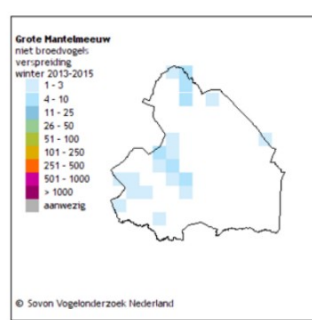 Grote Mantelmeeuw
niet broedvogels
verspreiding
winter 2013-2015
1 - 3
4 - 10
11 - 25
26 - 50
51 - 100
101 - 250
251 - 500
501 - 1000
> 1000
aanwezig
© Sovon Vogelonderzoek Nederland